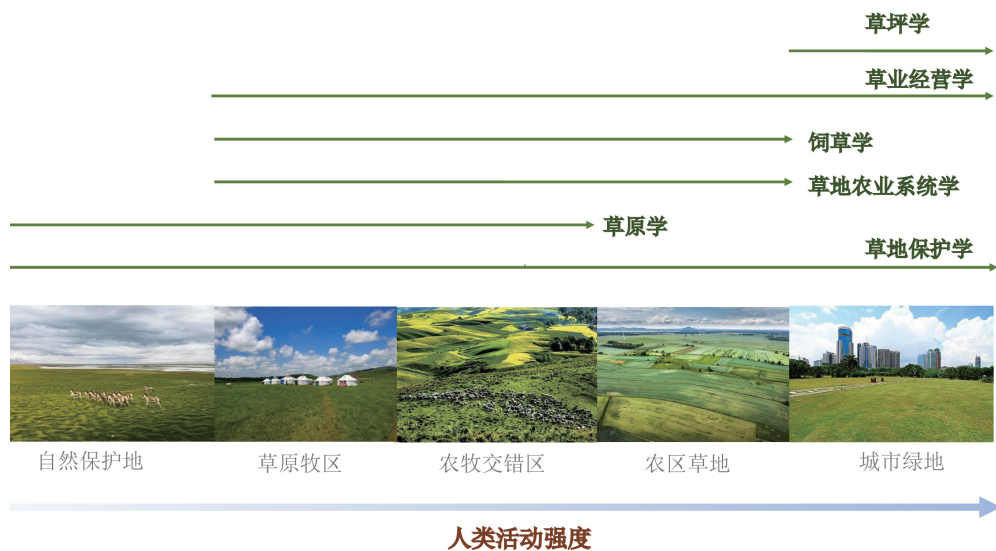 草坪学
草业经营学
饲草学
草地农业系统学
草原学
草地保护学
自然保护地
草原牧区
农牧交错区
农区草地
城市绿地
人类活动强度